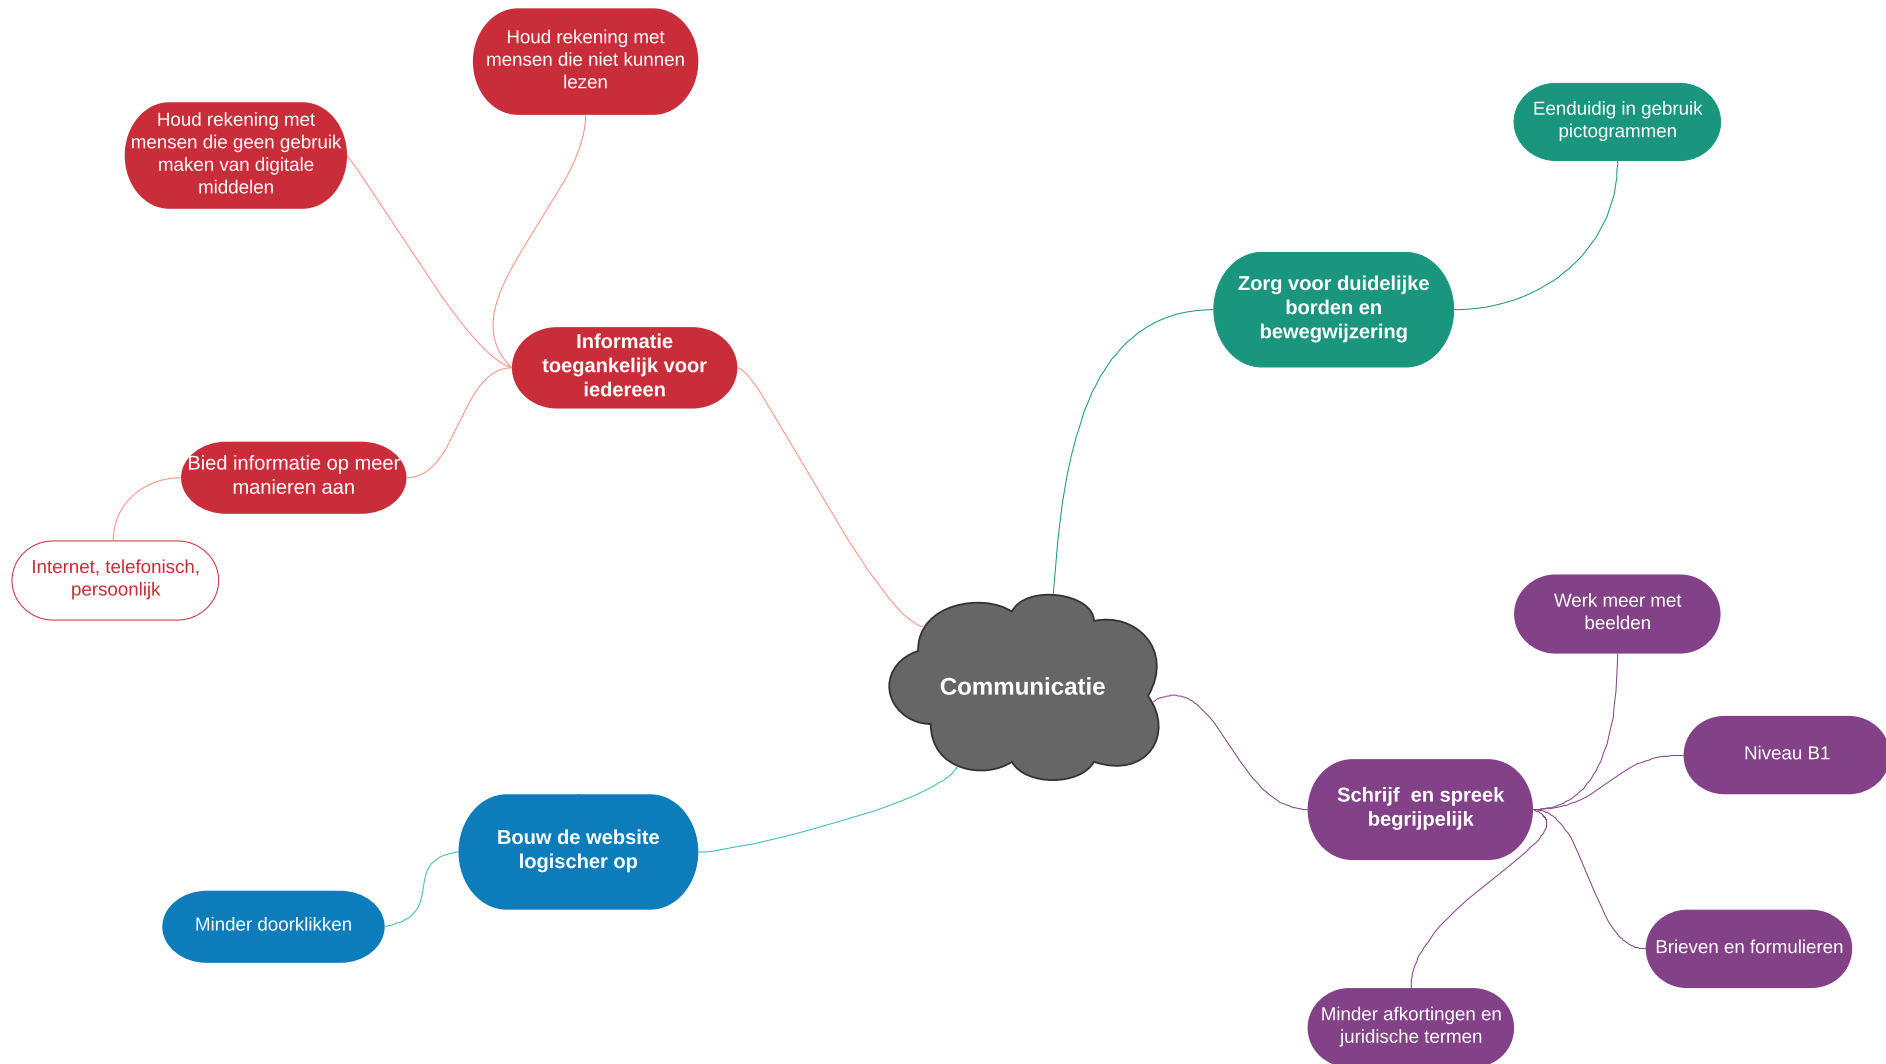 Houd rekening met
mensen die niet kunnen
lezen
Houd rekening met
mensen die geen gebruik
maken van digitale
middelen
Informatie
toegankelijk voor
iedereen
Bied informatie op meer
manieren aan
Internet, telefonisch,
persoonlijk
Eenduidig in gebruik
pictogrammen
Zorg voor duidelijke
borden en
bewegwijzering
Communicatie
Werk meer met
beelden
Niveau B1
Schrijf  en spreek
begrijpelijk
Brieven en formulieren
Minder afkortingen en
juridische termen
Bouw de website
logischer op
Minder doorklikken